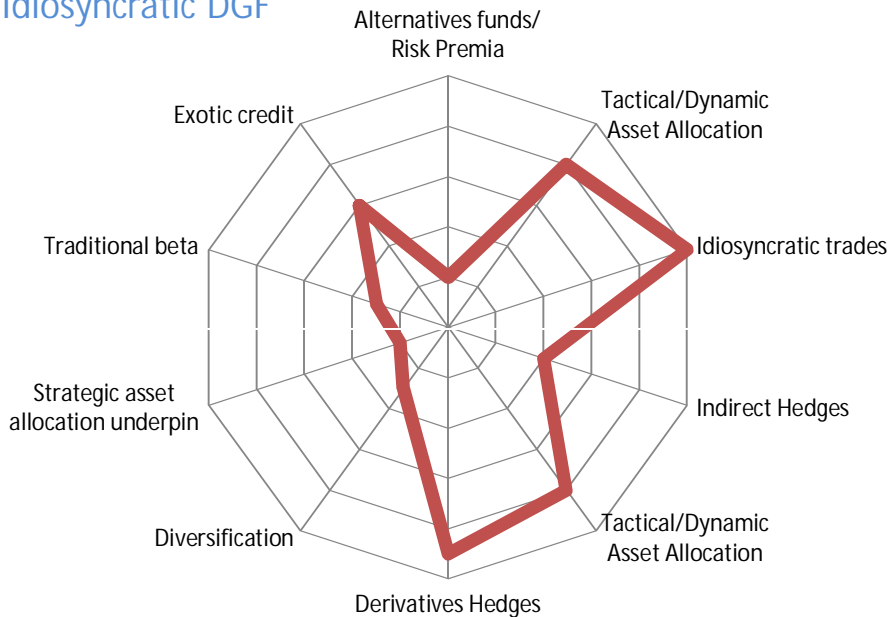 Idiosyncratic DGF
Alternatives funds/
Risk Premia
Tactical/Dynamic
Asset Allocation
Idiosyncratic trades
Indirect Hedges
Tactical/Dynamic
Asset Allocation
Derivatives Hedges
Diversification
Strategic asset
allocation underpin
Traditional beta
Exotic credit